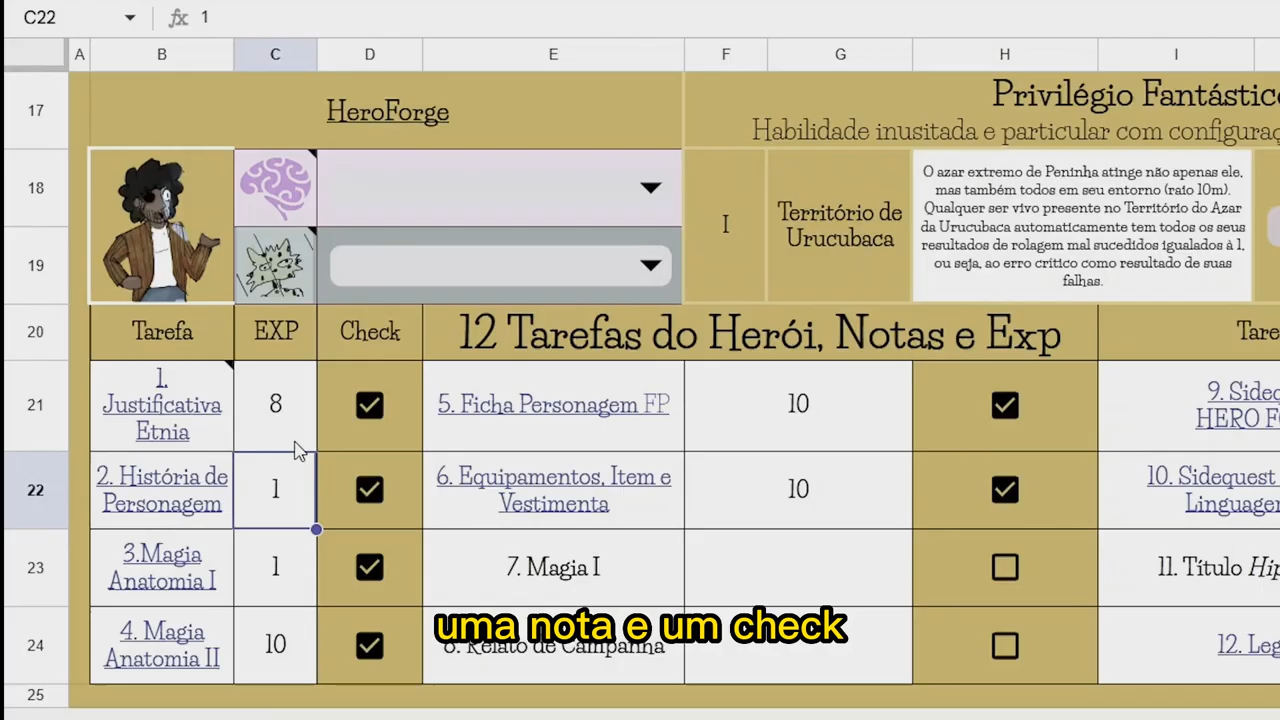 C22
fx 1
A B C D E F G H I
17
HeroForge
Privilégio Fantástic
Habilidade inusitada e particular com configura
18
I
Território de
Urucubaca
O azar extremo de Peninha atinge não apenas ele,
mas também todos em seu entorno (raio 10m).
Qualquer ser vivo presente no Território do Azar
da Urucubaca automaticamente tem todos os seus
resultados de rolagem mal sucedidos igualados à 1,
ou seja, ao erro crítico como resultado de suas
falhas.
19
20
Tarefa
EXP
Check
12 Tarefas do Herói, Notas e Exp
Tare
21
1.
Justificativa
Etnia
8
5. Ficha Personagem FP
10
9. Sideq
HERO F
22
2. História de
Personagem
1
6. Equipamentos, Item e
Vestimenta
10
10. Sidequest
Linguage
23
3.Magia
Anatomia I
1
7. Magia I
11. Título Hip
24
4. Magia
Anatomia II
10
8. Relato de Campanha
12. Leg
uma nota e um check
25